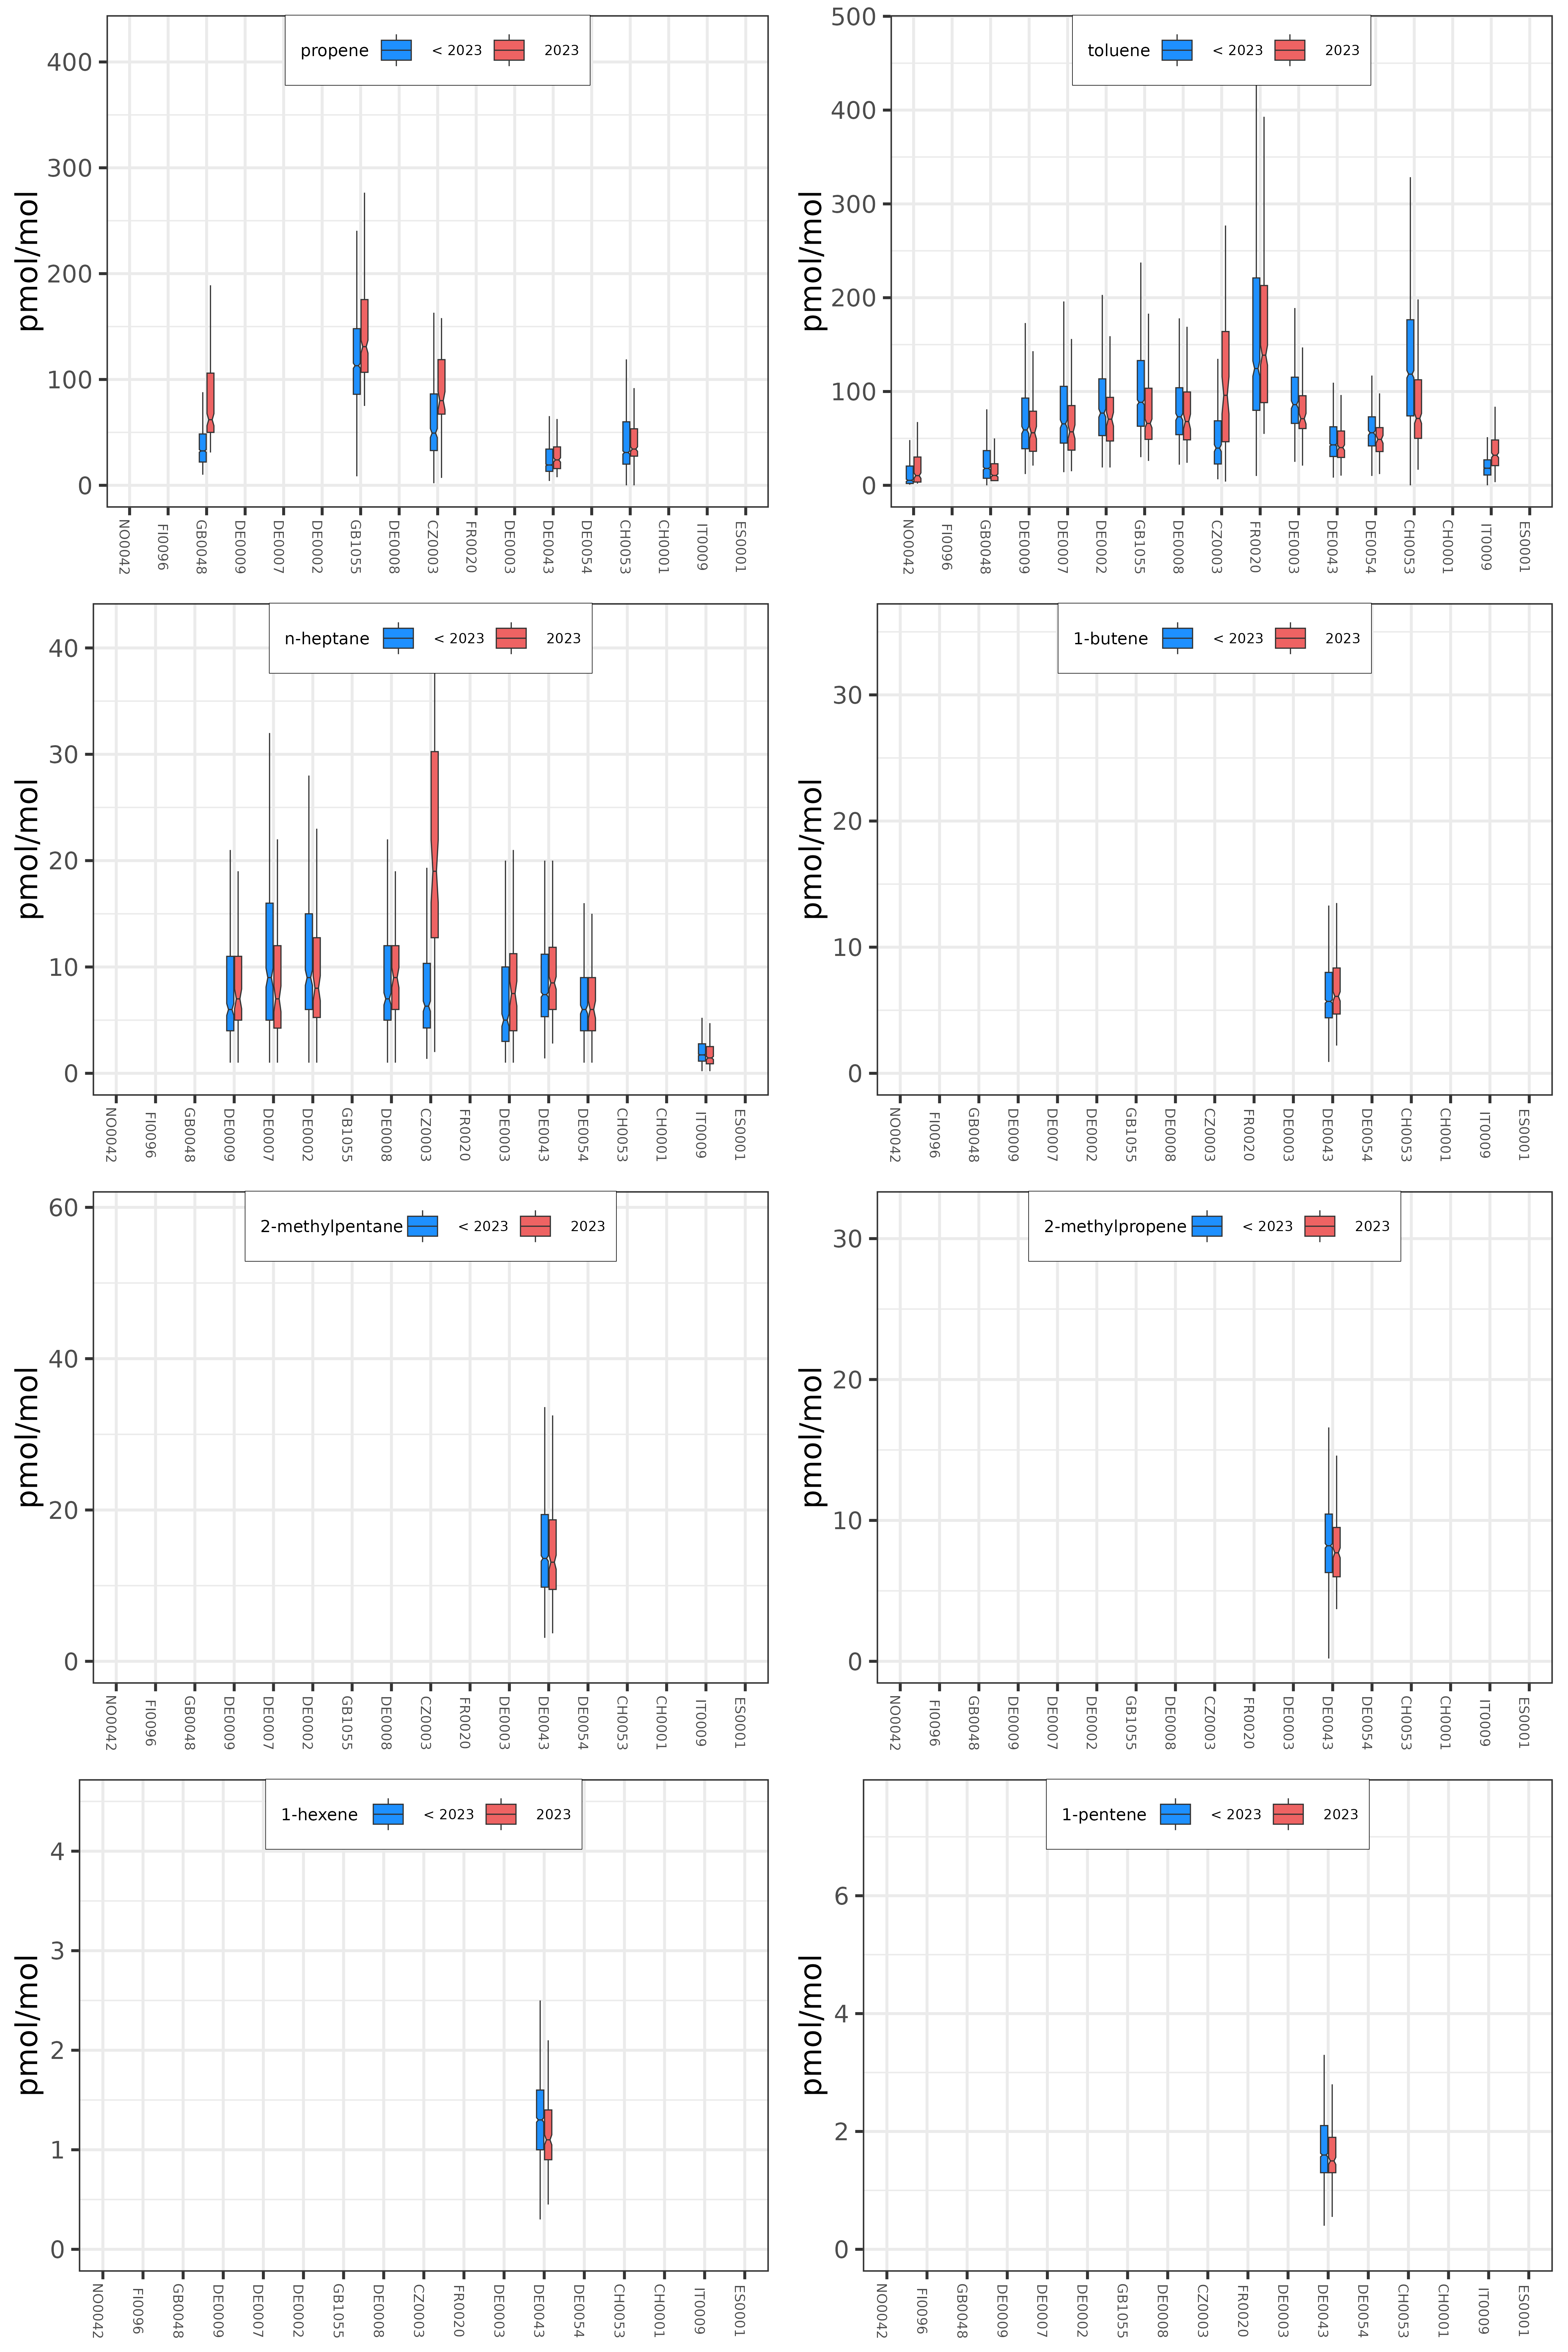 propene < 2023 2023
pmol/mol
400
300
200
100
0
NO0042 FI0096 GB0048 DE0009 DE0007 DE0002 GB1055 DE0008 CZ0003 FR0020 DE0003 DE0043 DE0054 CH0053 CH0001 IT0009 ES0001
toluene < 2023 2023
pmol/mol
500
400
300
200
100
0
NO0042 FI0096 GB0048 DE0009 DE0007 DE0002 GB1055 DE0008 CZ0003 FR0020 DE0003 DE0043 DE0054 CH0053 CH0001 IT0009 ES0001
n-heptane < 2023 2023
pmol/mol
40
30
20
10
0
NO0042 FI0096 GB0048 DE0009 DE0007 DE0002 GB1055 DE0008 CZ0003 FR0020 DE0003 DE0043 DE0054 CH0053 CH0001 IT0009 ES0001
1-butene < 2023 2023
pmol/mol
30
20
10
0
NO0042 FI0096 GB0048 DE0009 DE0007 DE0002 GB1055 DE0008 CZ0003 FR0020 DE0003 DE0043 DE0054 CH0053 CH0001 IT0009 ES0001
2-methylpentane < 2023 2023
pmol/mol
60
40
20
0
NO0042 FI0096 GB0048 DE0009 DE0007 DE0002 GB1055 DE0008 CZ0003 FR0020 DE0003 DE0043 DE0054 CH0053 CH0001 IT0009 ES0001
2-methylpropene < 2023 2023
pmol/mol
30
20
10
0
NO0042 FI0096 GB0048 DE0009 DE0007 DE0002 GB1055 DE0008 CZ0003 FR0020 DE0003 DE0043 DE0054 CH0053 CH0001 IT0009 ES0001
1-hexene < 2023 2023
pmol/mol
4
3
2
1
0
NO0042 FI0096 GB0048 DE0009 DE0007 DE0002 GB1055 DE0008 CZ0003 FR0020 DE0003 DE0043 DE0054 CH0053 CH0001 IT0009 ES0001
1-pentene < 2023 2023
pmol/mol
6
4
2
0
NO0042 FI0096 GB0048 DE0009 DE0007 DE0002 GB1055 DE0008 CZ0003 FR0020 DE0003 DE0043 DE0054 CH0053 CH0001 IT0009 ES0001